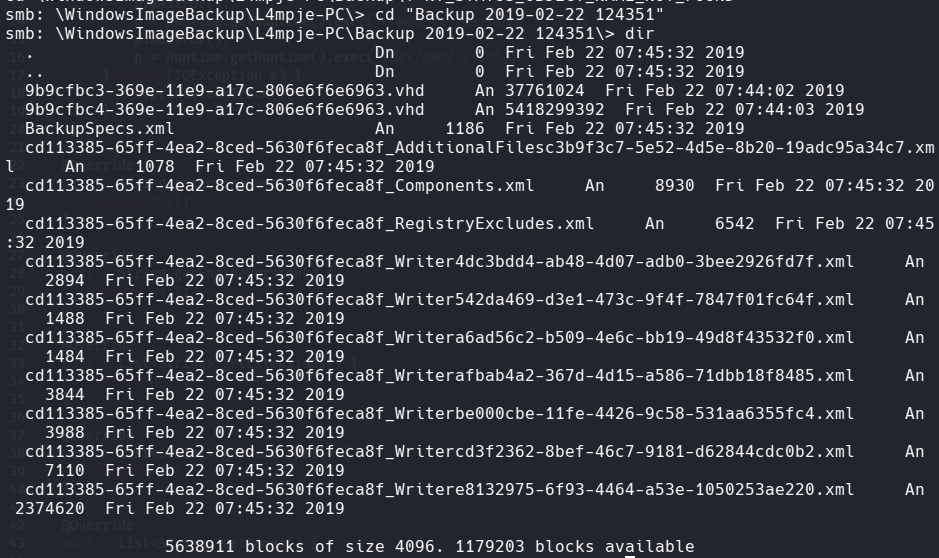 smb: \WindowsImageBackup\L4mpje-PC\> cd "Backup 2019-02-22 124351"
smb: \WindowsImageBackup\L4mpje-PC\Backup 2019-02-22 124351\> dir
. Dn 0 Fri Feb 22 07:45:32 2019
.. Dn 0 Fri Feb 22 07:45:32 2019
9b9cfbc3-369e-11e9-a17c-806e6f6e6963.vhd An 37761024 Fri Feb 22 07:44:02 2019
9b9cfbc4-369e-11e9-a17c-806e6f6e6963.vhd An 5418299392 Fri Feb 22 07:44:03 2019
BackupSpecs.xml An 1186 Fri Feb 22 07:45:32 2019
cd113385-65ff-4ea2-8ced-5630f6feca8f_AdditionalFilesc3b9f3c7-5e52-4d5e-8b20-19adc95a34c7.xm
l An 1078 Fri Feb 22 07:45:32 2019
cd113385-65ff-4ea2-8ced-5630f6feca8f_Components.xml An 8930 Fri Feb 22 07:45:32 20
19
cd113385-65ff-4ea2-8ced-5630f6feca8f_RegistryExcludes.xml An 6542 Fri Feb 22 07:45
:32 2019
cd113385-65ff-4ea2-8ced-5630f6feca8f_Writer4dc3bdd4-ab48-4d07-adb0-3bee2926fd7f.xml An
2894 Fri Feb 22 07:45:32 2019
cd113385-65ff-4ea2-8ced-5630f6feca8f_Writer542da469-d3e1-473c-9f4f-7847f01fc64f.xml An
1488 Fri Feb 22 07:45:32 2019
cd113385-65ff-4ea2-8ced-5630f6feca8f_Writera6ad56c2-b509-4e6c-bb19-49d8f43532f0.xml An
1484 Fri Feb 22 07:45:32 2019
cd113385-65ff-4ea2-8ced-5630f6feca8f_Writerafbab4a2-367d-4d15-a586-71dbb18f8485.xml An
3844 Fri Feb 22 07:45:32 2019
cd113385-65ff-4ea2-8ced-5630f6feca8f_Writerbe000cbe-11fe-4426-9c58-531aa6355fc4.xml An
3988 Fri Feb 22 07:45:32 2019
cd113385-65ff-4ea2-8ced-5630f6feca8f_Writercd3f2362-8bef-46c7-9181-d62844cdc0b2.xml An
7110 Fri Feb 22 07:45:32 2019
cd113385-65ff-4ea2-8ced-5630f6feca8f_Writere8132975-6f93-4464-a53e-1050253ae220.xml An
2374620 Fri Feb 22 07:45:32 2019
5638911 blocks of size 4096. 1179203 blocks available